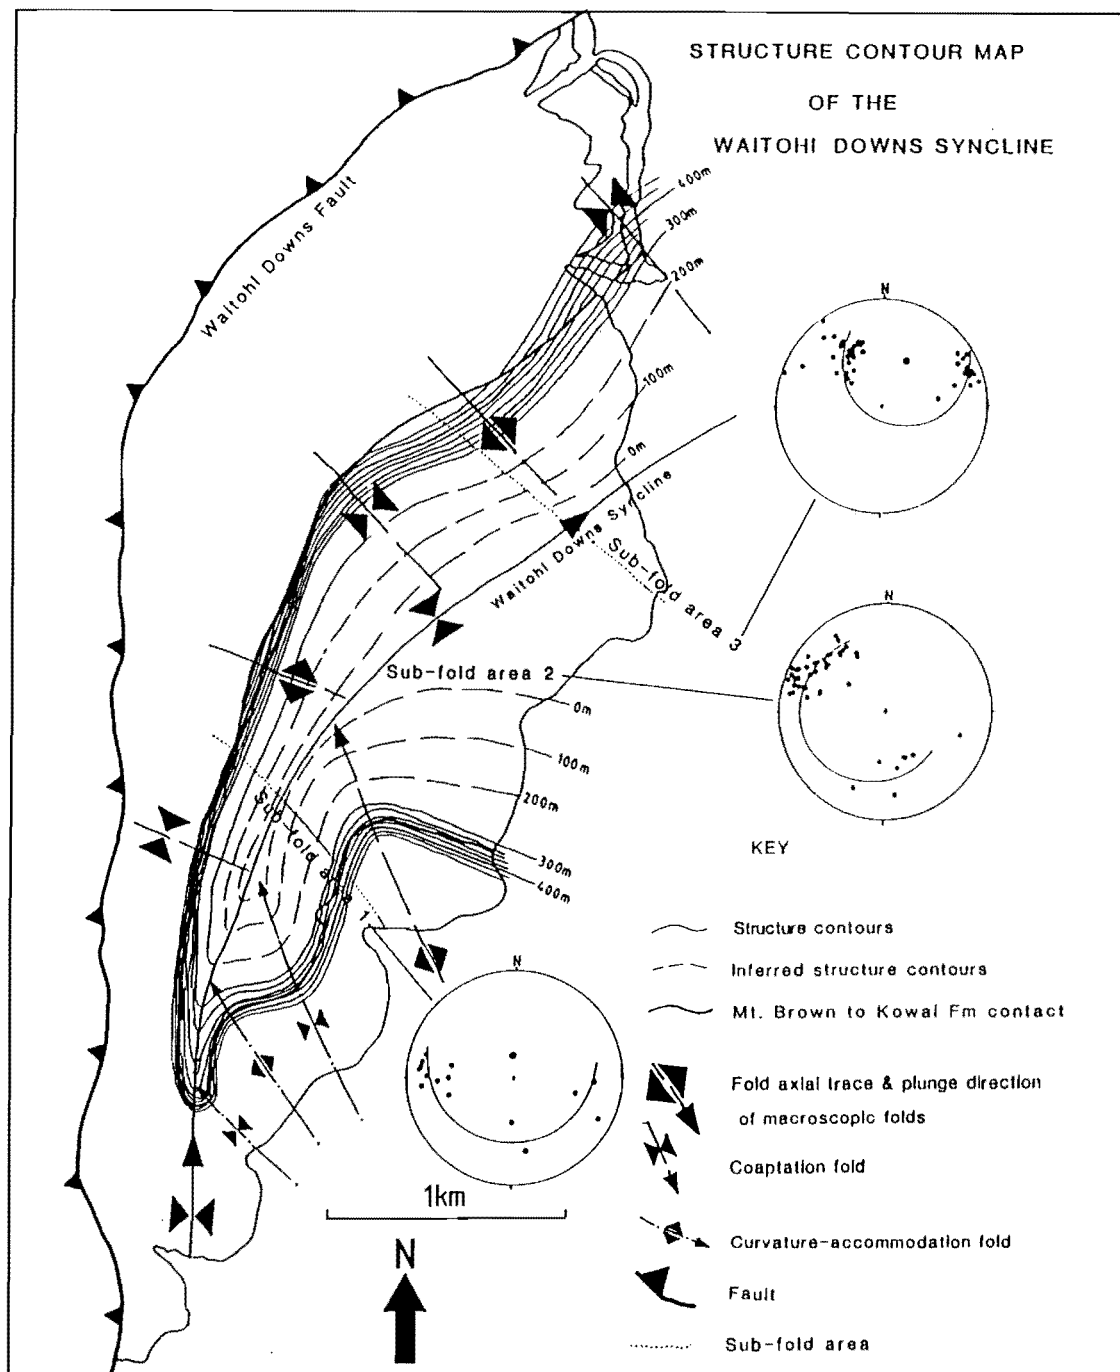 STRUCTURE CONTOUR MAP
OF THE
WAITOHI DOWNS SYNCLINE
Waitohi Downs Fault
400m
300m
200m
100m
0m
Waitohi Downs Syncline
Sub-fold area 3
Sub-fold area 2
0m
100m
200m
300m
400m
Sub-fold area 1
N
N
N
KEY
Structure contours
Inferred structure contours
Mt. Brown to Kowai Fm contact
Fold axial trace & plunge direction
of macroscopic folds
Coaptation fold
Curvature-accommodation fold
Fault
Sub-fold area
1km
N